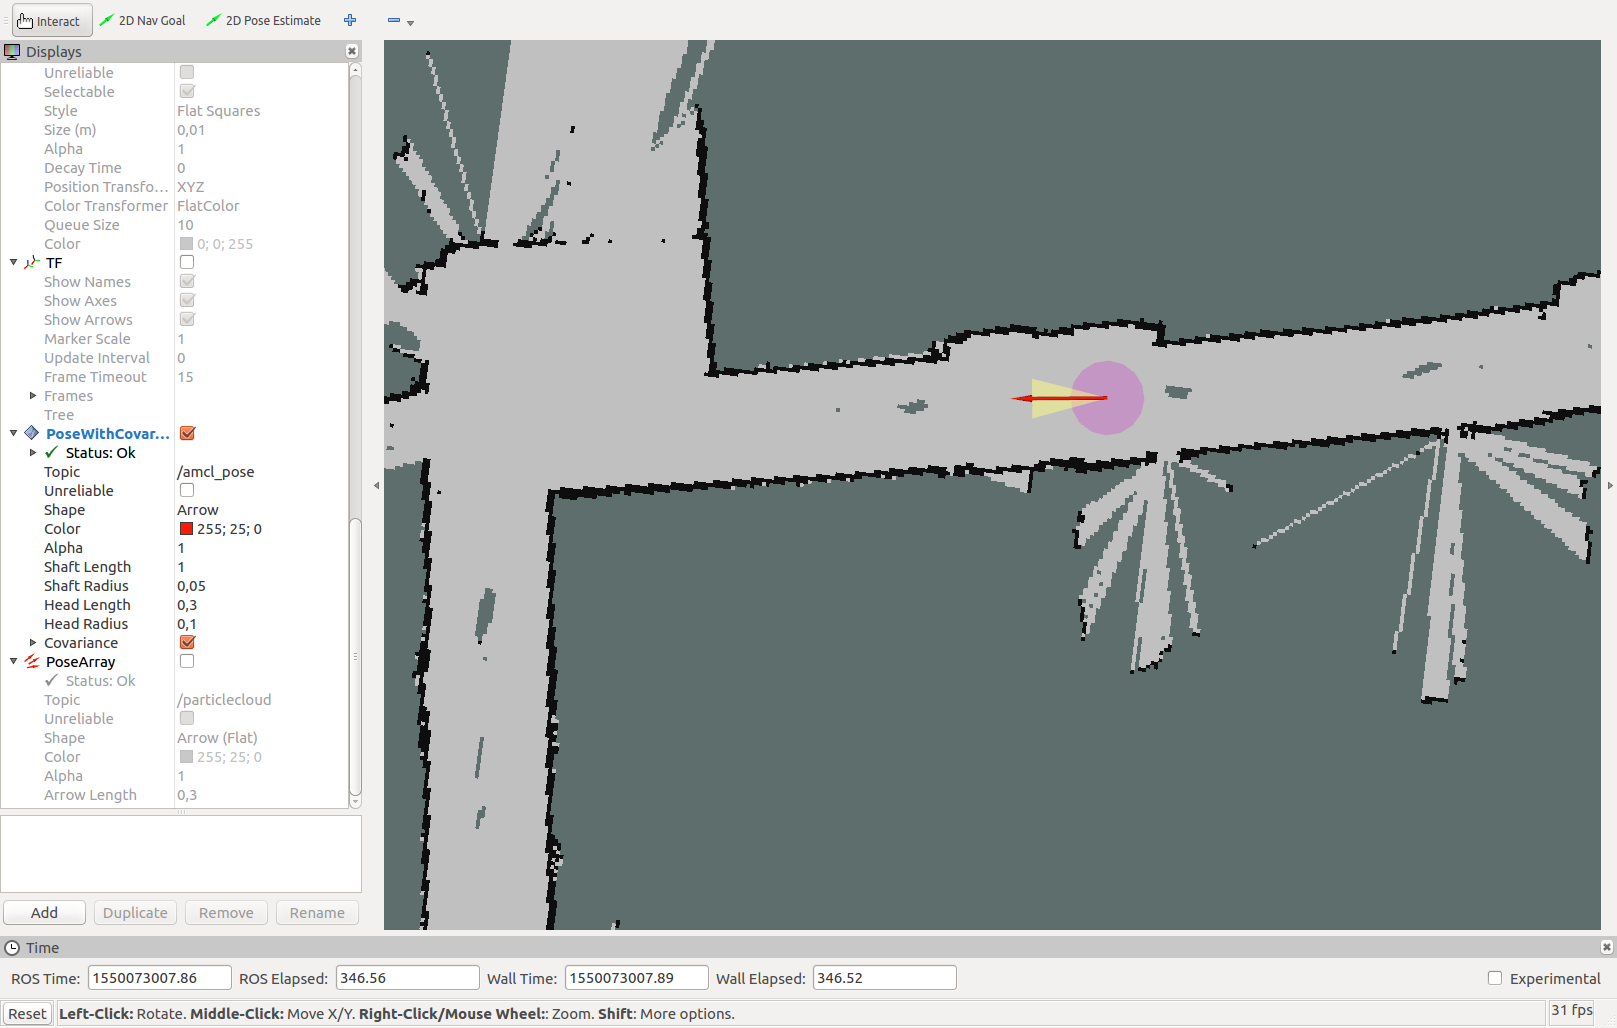 Interact 2D Nav Goal 2D Pose Estimate
Displays
Unreliable
Selectable
Style Flat Squares
Size (m) 0,01
Alpha 1
Decay Time 0
Position Transfo... XYZ
Color Transformer FlatColor
Queue Size 10
Color 0; 0; 255
TF
Show Names
Show Axes
Show Arrows
Marker Scale 1
Update Interval 0
Frame Timeout 15
Frames
Tree
PoseWithCovar...
Status: Ok
Topic /amcl_pose
Unreliable
Shape Arrow
Color 255; 25; 0
Alpha 1
Shaft Length 1
Shaft Radius 0,05
Head Length 0,3
Head Radius 0,1
Covariance
PoseArray
Status: Ok
Topic /particlecloud
Unreliable
Shape Arrow (Flat)
Color 255; 25; 0
Alpha 1
Arrow Length 0,3
Add Duplicate Remove Rename
Time
ROS Time: 1550073007.86 ROS Elapsed: 346.56 Wall Time: 1550073007.89 Wall Elapsed: 346.52 Experimental
Reset Left-Click: Rotate. Middle-Click: Move X/Y. Right-Click/Mouse Wheel:: Zoom. Shift: More options. 31 fps